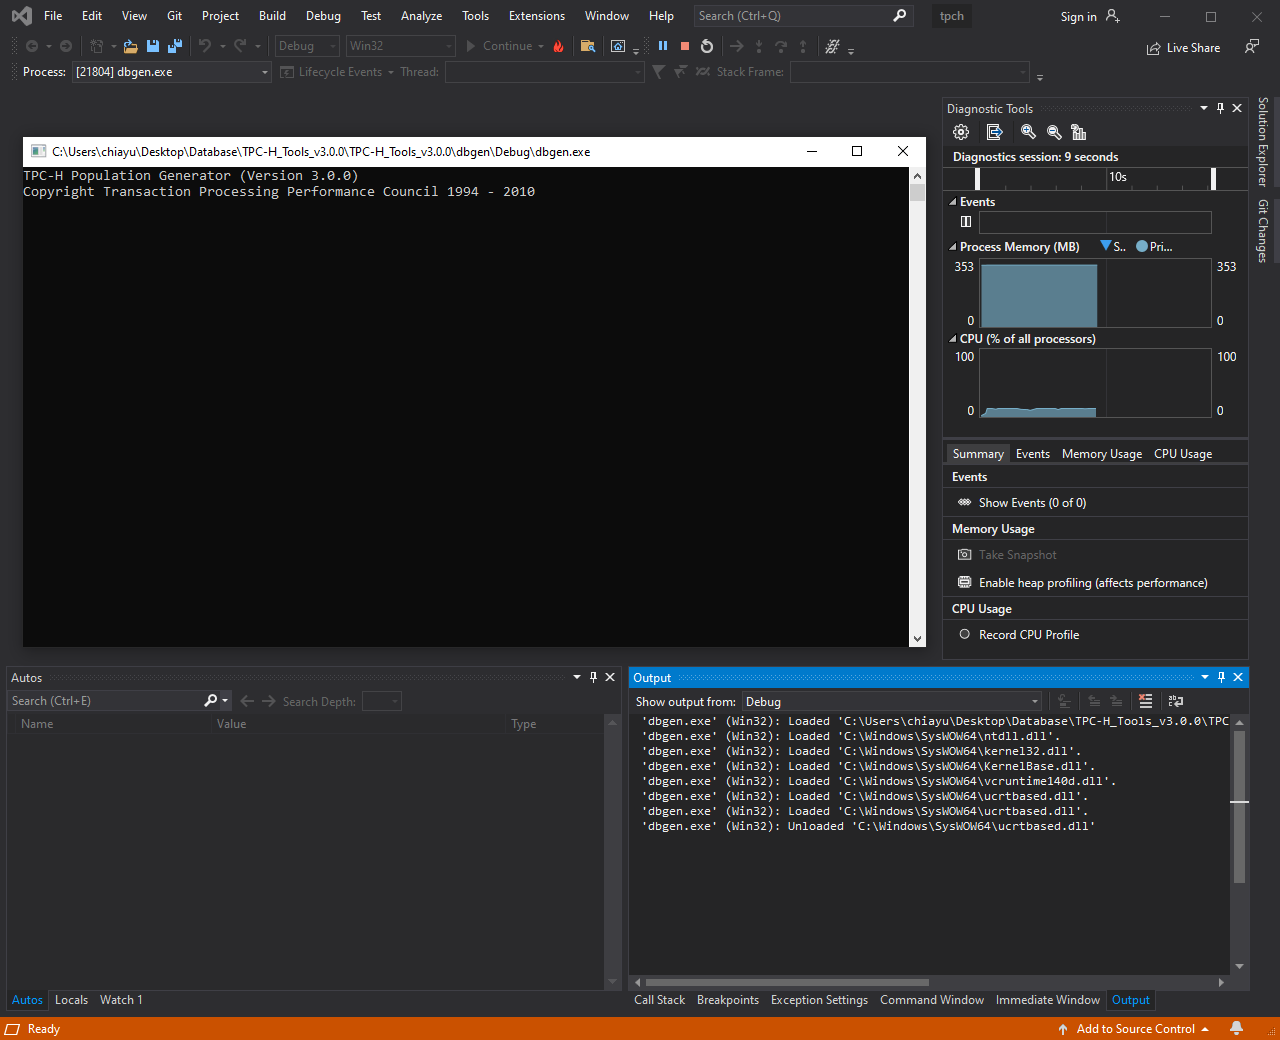 File Edit View Git Project Build Debug Test Analyze Tools Extensions Window Help Search (Ctrl+Q) tpch Sign in
Debug Win32 Continue Live Share
Process: [21804] dbgen.exe Lifecycle Events Thread: Stack Frame:
C:\Users\chiayu\Desktop\Database\TPC-H_Tools_v3.0.0\TPC-H_Tools_v3.0.0\dbgen\Debug\dbgen.exe
TPC-H Population Generator (Version 3.0.0)
Copyright Transaction Processing Performance Council 1994 - 2010
Diagnostic Tools
Diagnostics session: 9 seconds
10s
Events
Process Memory (MB) S.. Pri...
353 353
0 0
CPU (% of all processors)
100 100
0 0
Summary Events Memory Usage CPU Usage
Events
Show Events (0 of 0)
Memory Usage
Take Snapshot
Enable heap profiling (affects performance)
CPU Usage
Record CPU Profile
Solution Explorer
Git Changes
Autos
Search (Ctrl+E) Search Depth:
Name Value Type
Autos Locals Watch 1
Output
Show output from: Debug
'dbgen.exe' (Win32): Loaded 'C:\Users\chiayu\Desktop\Database\TPC-H_Tools_v3.0.0\TPC
'dbgen.exe' (Win32): Loaded 'C:\Windows\SysWOW64\ntdll.dll'.
'dbgen.exe' (Win32): Loaded 'C:\Windows\SysWOW64\kernel32.dll'.
'dbgen.exe' (Win32): Loaded 'C:\Windows\SysWOW64\KernelBase.dll'.
'dbgen.exe' (Win32): Loaded 'C:\Windows\SysWOW64\vcruntime140d.dll'.
'dbgen.exe' (Win32): Loaded 'C:\Windows\SysWOW64\ucrtbased.dll'.
'dbgen.exe' (Win32): Loaded 'C:\Windows\SysWOW64\ucrtbased.dll'.
'dbgen.exe' (Win32): Unloaded 'C:\Windows\SysWOW64\ucrtbased.dll'
Call Stack Breakpoints Exception Settings Command Window Immediate Window Output
Ready Add to Source Control